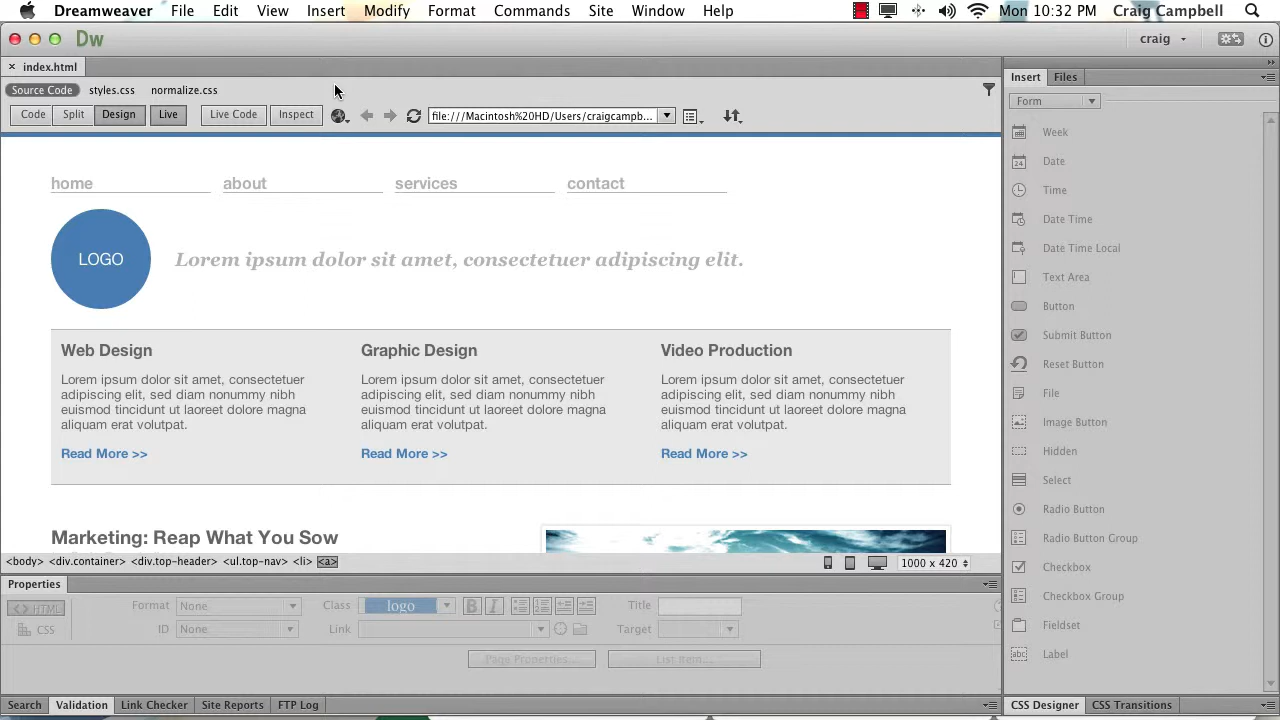 Dreamweaver File Edit View Insert Modify Format Commands Site Window Help Mon 10:32 PM Craig Campbell
Dw craig
× index.html
Source Code styles.css normalize.css
Code Split Design Live Live Code Inspect file:///Macintosh%20HD/Users/craigcampb...
home about services contact
LOGO
Lorem ipsum dolor sit amet, consectetuer adipiscing elit.
Web Design
Lorem ipsum dolor sit amet, consectetuer
adipiscing elit, sed diam nonummy nibh
euismod tincidunt ut laoreet dolore magna
aliquam erat volutpat.
Read More >>
Graphic Design
Lorem ipsum dolor sit amet, consectetuer
adipiscing elit, sed diam nonummy nibh
euismod tincidunt ut laoreet dolore magna
aliquam erat volutpat.
Read More >>
Video Production
Lorem ipsum dolor sit amet, consectetuer
adipiscing elit, sed diam nonummy nibh
euismod tincidunt ut laoreet dolore magna
aliquam erat volutpat.
Read More >>
Marketing: Reap What You Sow
<body> <div.container> <div.top-header> <ul.top-nav> <li> <a> 1000 x 420
Properties
<> HTML Format None Class logo B I Title
CSS ID None Link Target
Page Properties... List Item...
Search Validation Link Checker Site Reports FTP Log
Insert Files
Form
Week
24 Date
Time
Date Time
Date Time Local
Text Area
Button
Submit Button
Reset Button
File
Image Button
Hidden
Select
Radio Button
Radio Button Group
Checkbox
Checkbox Group
Fieldset
abc Label
CSS Designer CSS Transitions